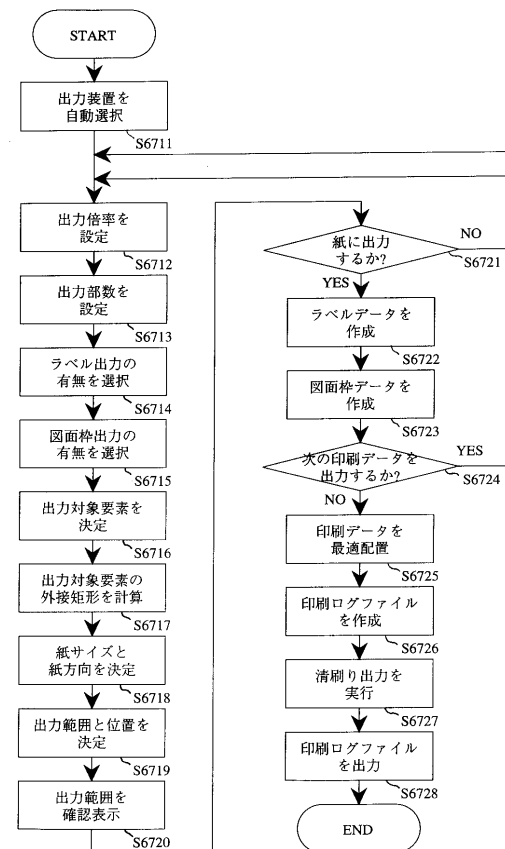 START
出力装置を
自動選択
S6711
出力倍率を
設定
S6712
出力部数を
設定
S6713
ラベル出力の
有無を選択
S6714
図面枠出力の
有無を選択
S6715
出力対象要素を
決定
S6716
出力対象要素の
外接矩形を計算
S6717
紙サイズと
紙方向を決定
S6718
出力範囲と位置を
決定
S6719
出力範囲を
確認表示
S6720
紙に出力
するか?
NO
S6721
YES
ラベルデータを
作成
S6722
図面枠データを
作成
S6723
次の印刷データを
出力するか?
YES
S6724
NO
印刷データを
最適配置
S6725
印刷ログファイル
を作成
S6726
清刷り出力を
実行
S6727
印刷ログファイル
を出力
S6728
END